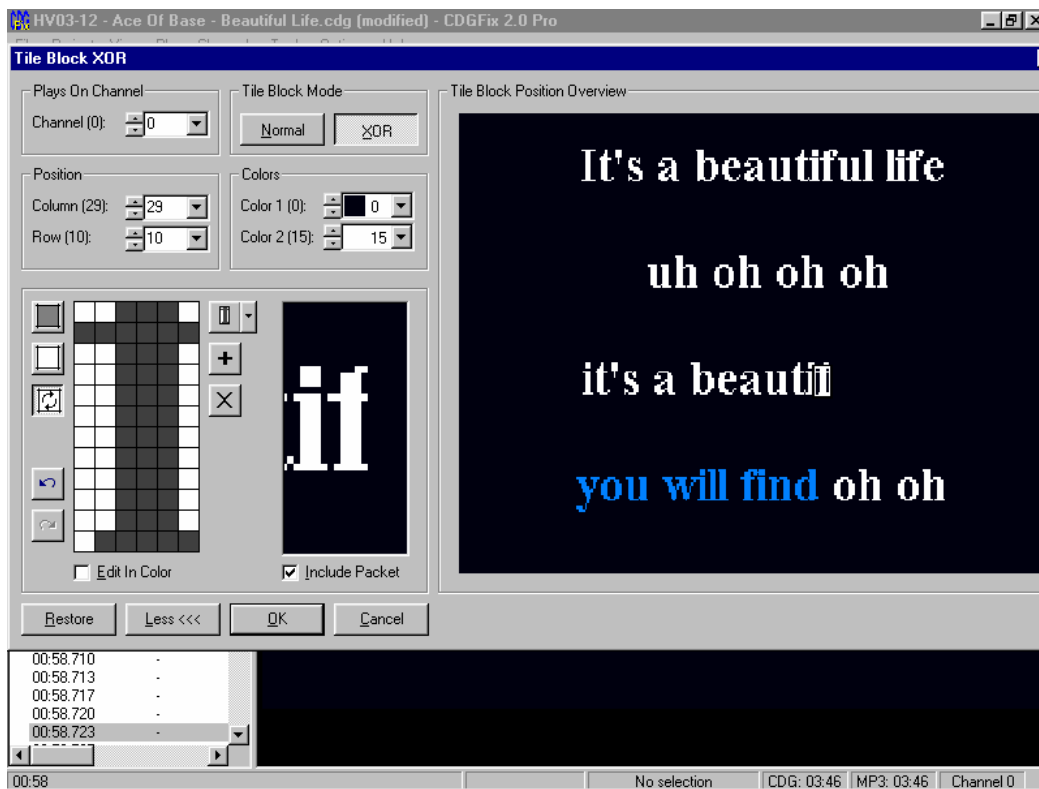 HV03-12 - Ace Of Base - Beautiful Life.cdg (modified) - CDGFix 2.0 Pro
Tile Block XOR
Plays On Channel
Channel (0): 0
Tile Block Mode
Normal XOR
Position
Column (29): 29
Row (10): 10
Colors
Color 1 (0): 0
Color 2 (15): 15
Edit In Color
if
Include Packet
Tile Block Position Overview
It's a beautiful life
uh oh oh oh
it's a beauti
you will find oh oh
Restore Less <<< OK Cancel
00:58.710 -
00:58.713 -
00:58.717 -
00:58.720 -
00:58.723 -
00:58 No selection CDG: 03:46 MP3: 03:46 Channel 0